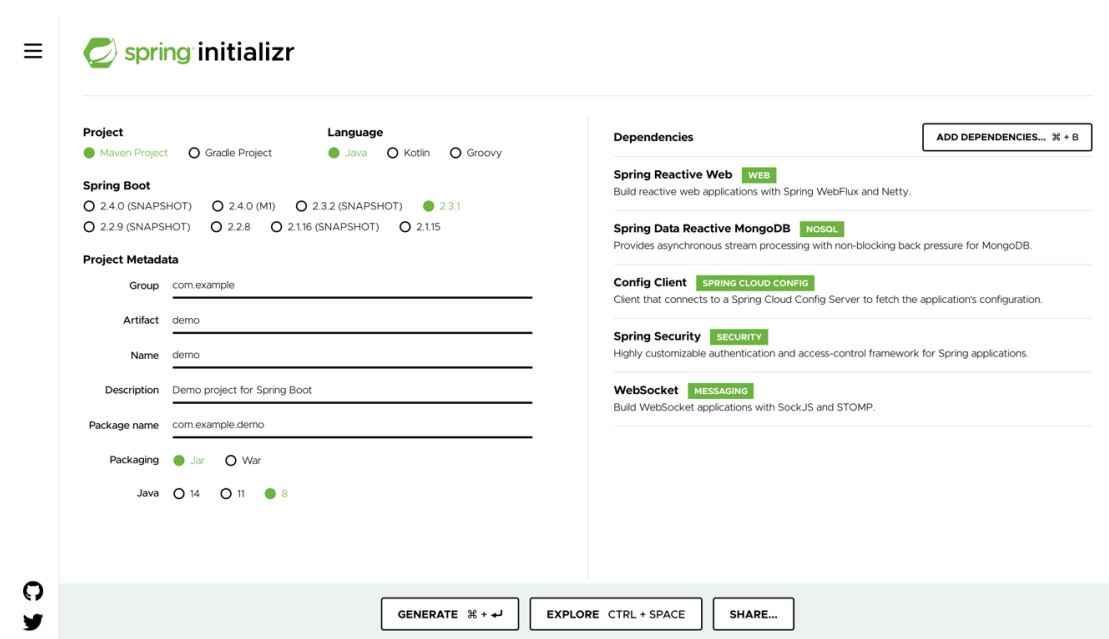 spring initializr
Project
Maven Project Gradle Project
Language
Java Kotlin Groovy
Spring Boot
2.4.0 (SNAPSHOT) 2.4.0 (M1) 2.3.2 (SNAPSHOT) 2.3.1
2.2.9 (SNAPSHOT) 2.2.8 2.1.16 (SNAPSHOT) 2.1.15
Project Metadata
Group com.example
Artifact demo
Name demo
Description Demo project for Spring Boot
Package name com.example.demo
Packaging Jar War
Java 14 11 8
Dependencies ADD DEPENDENCIES... ⌘ + B
Spring Reactive Web WEB
Build reactive web applications with Spring WebFlux and Netty.
Spring Data Reactive MongoDB NOSQL
Provides asynchronous stream processing with non-blocking back pressure for MongoDB.
Config Client SPRING CLOUD CONFIG
Client that connects to a Spring Cloud Config Server to fetch the application's configuration.
Spring Security SECURITY
Highly customizable authentication and access-control framework for Spring applications.
WebSocket MESSAGING
Build WebSocket applications with SockJS and STOMP.
GENERATE ⌘ + ↵ EXPLORE CTRL + SPACE SHARE...